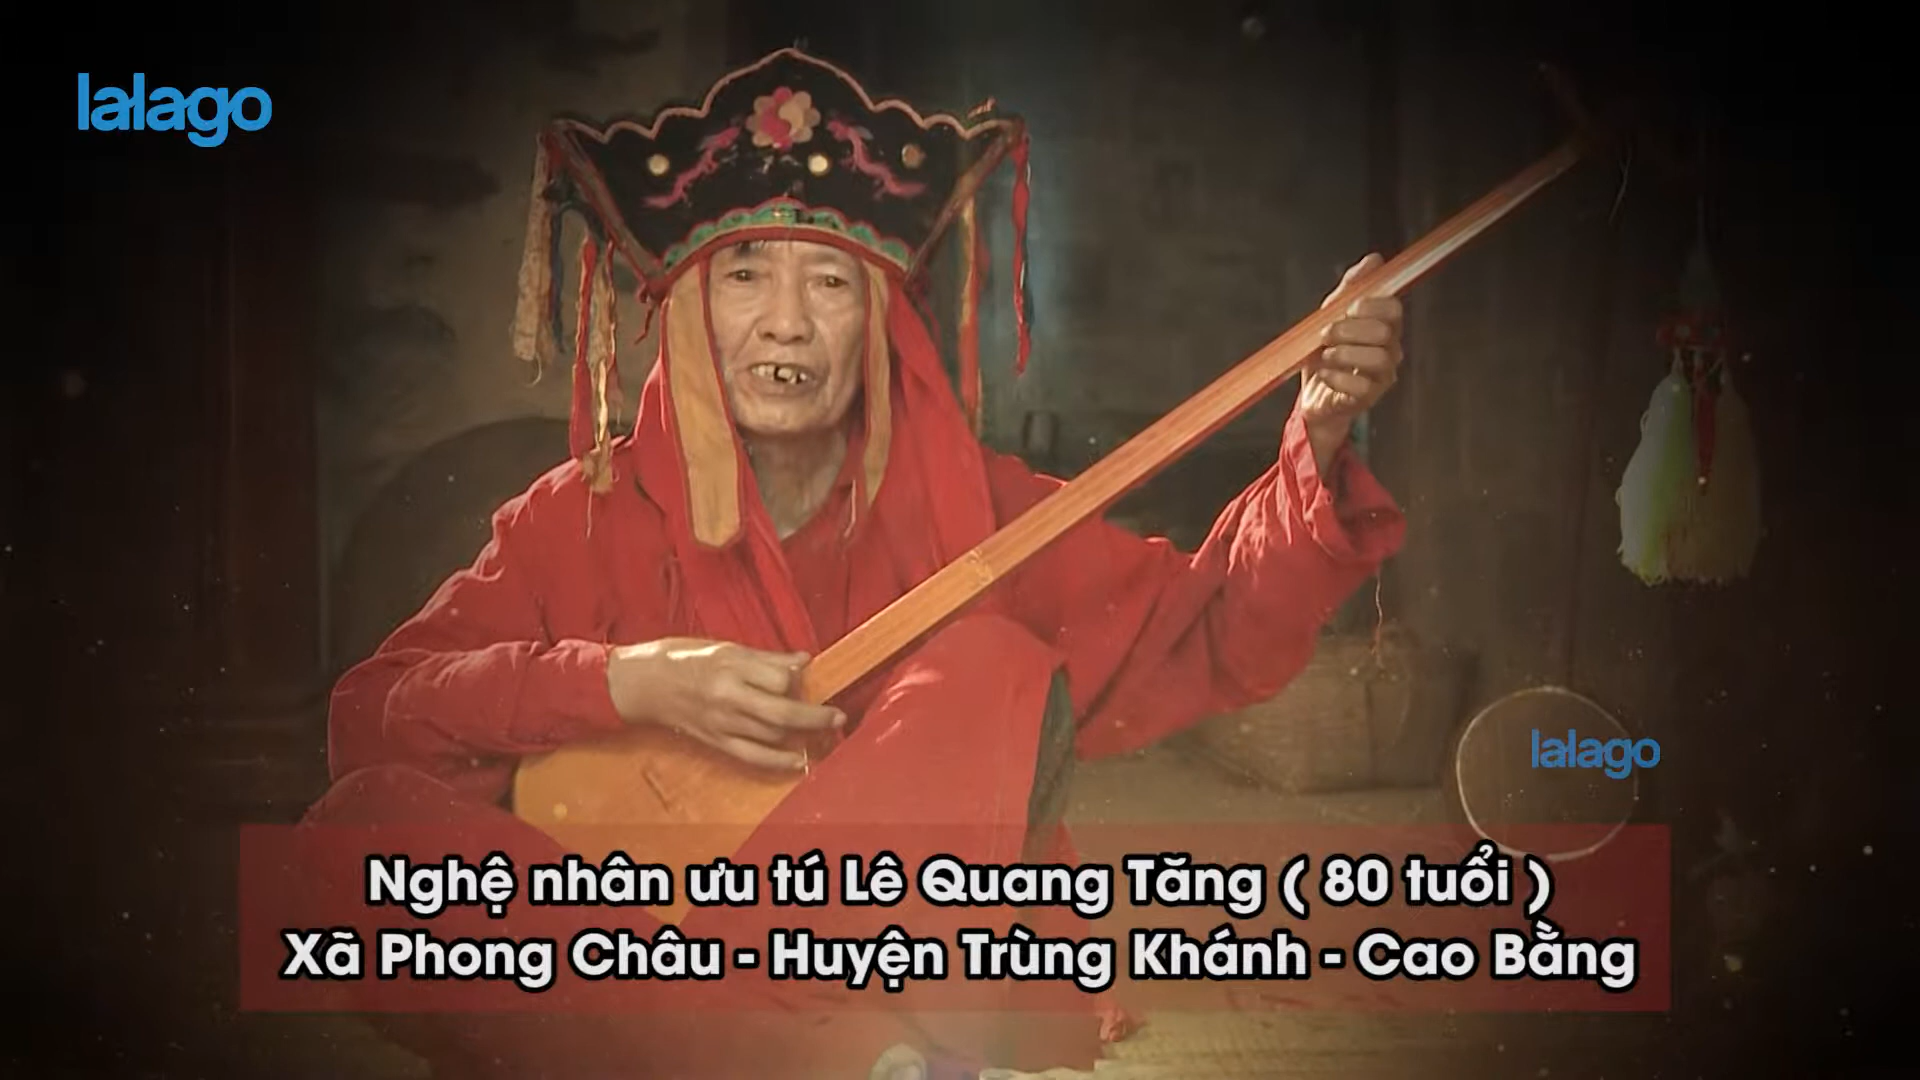 lalago
lalago
Nghệ nhân ưu tú Lê Quang Tăng ( 80 tuổi )
Xã Phong Châu - Huyện Trùng Khánh - Cao Bằng